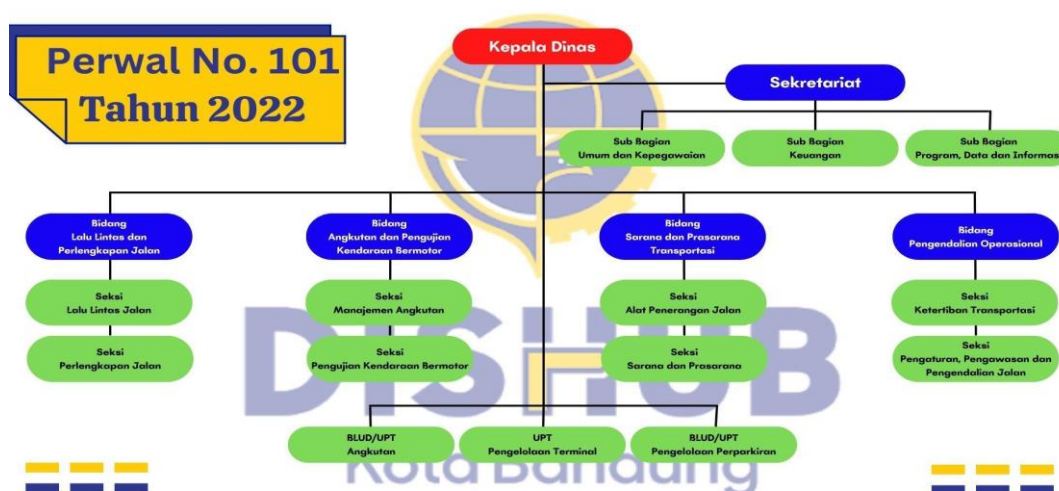 Perwal No. 101
Tahun 2022
Kepala Dinas
Sekretariat
Sub Bagian
Umum dan Kepegawaian
Sub Bagian
Keuangan
Sub Bagian
Program, Data dan Informasi
Bidang
Lalu Lintas dan
Perlengkapan Jalan
Bidang
Angkutan dan Pengujian
Kendaraan Bermotor
Bidang
Sarana dan Prasarana
Transportasi
Bidang
Pengendalian Operasional
Seksi
Lalu Lintas Jalan
Seksi
Manajemen Angkutan
Seksi
Alat Penerangan Jalan
Seksi
Ketertiban Transportasi
Seksi
Perlengkapan Jalan
Seksi
Pengujian Kendaraan Bermotor
Seksi
Sarana dan Prasarana
Seksi
Pengaturan, Pengawasan dan
Pengendalian Jalan
DISHUB
BLUD/UPT
Angkutan
UPT
Pengelolaan Terminal
BLUD/UPT
Pengelolaan Perparkiran
Kota Bandung